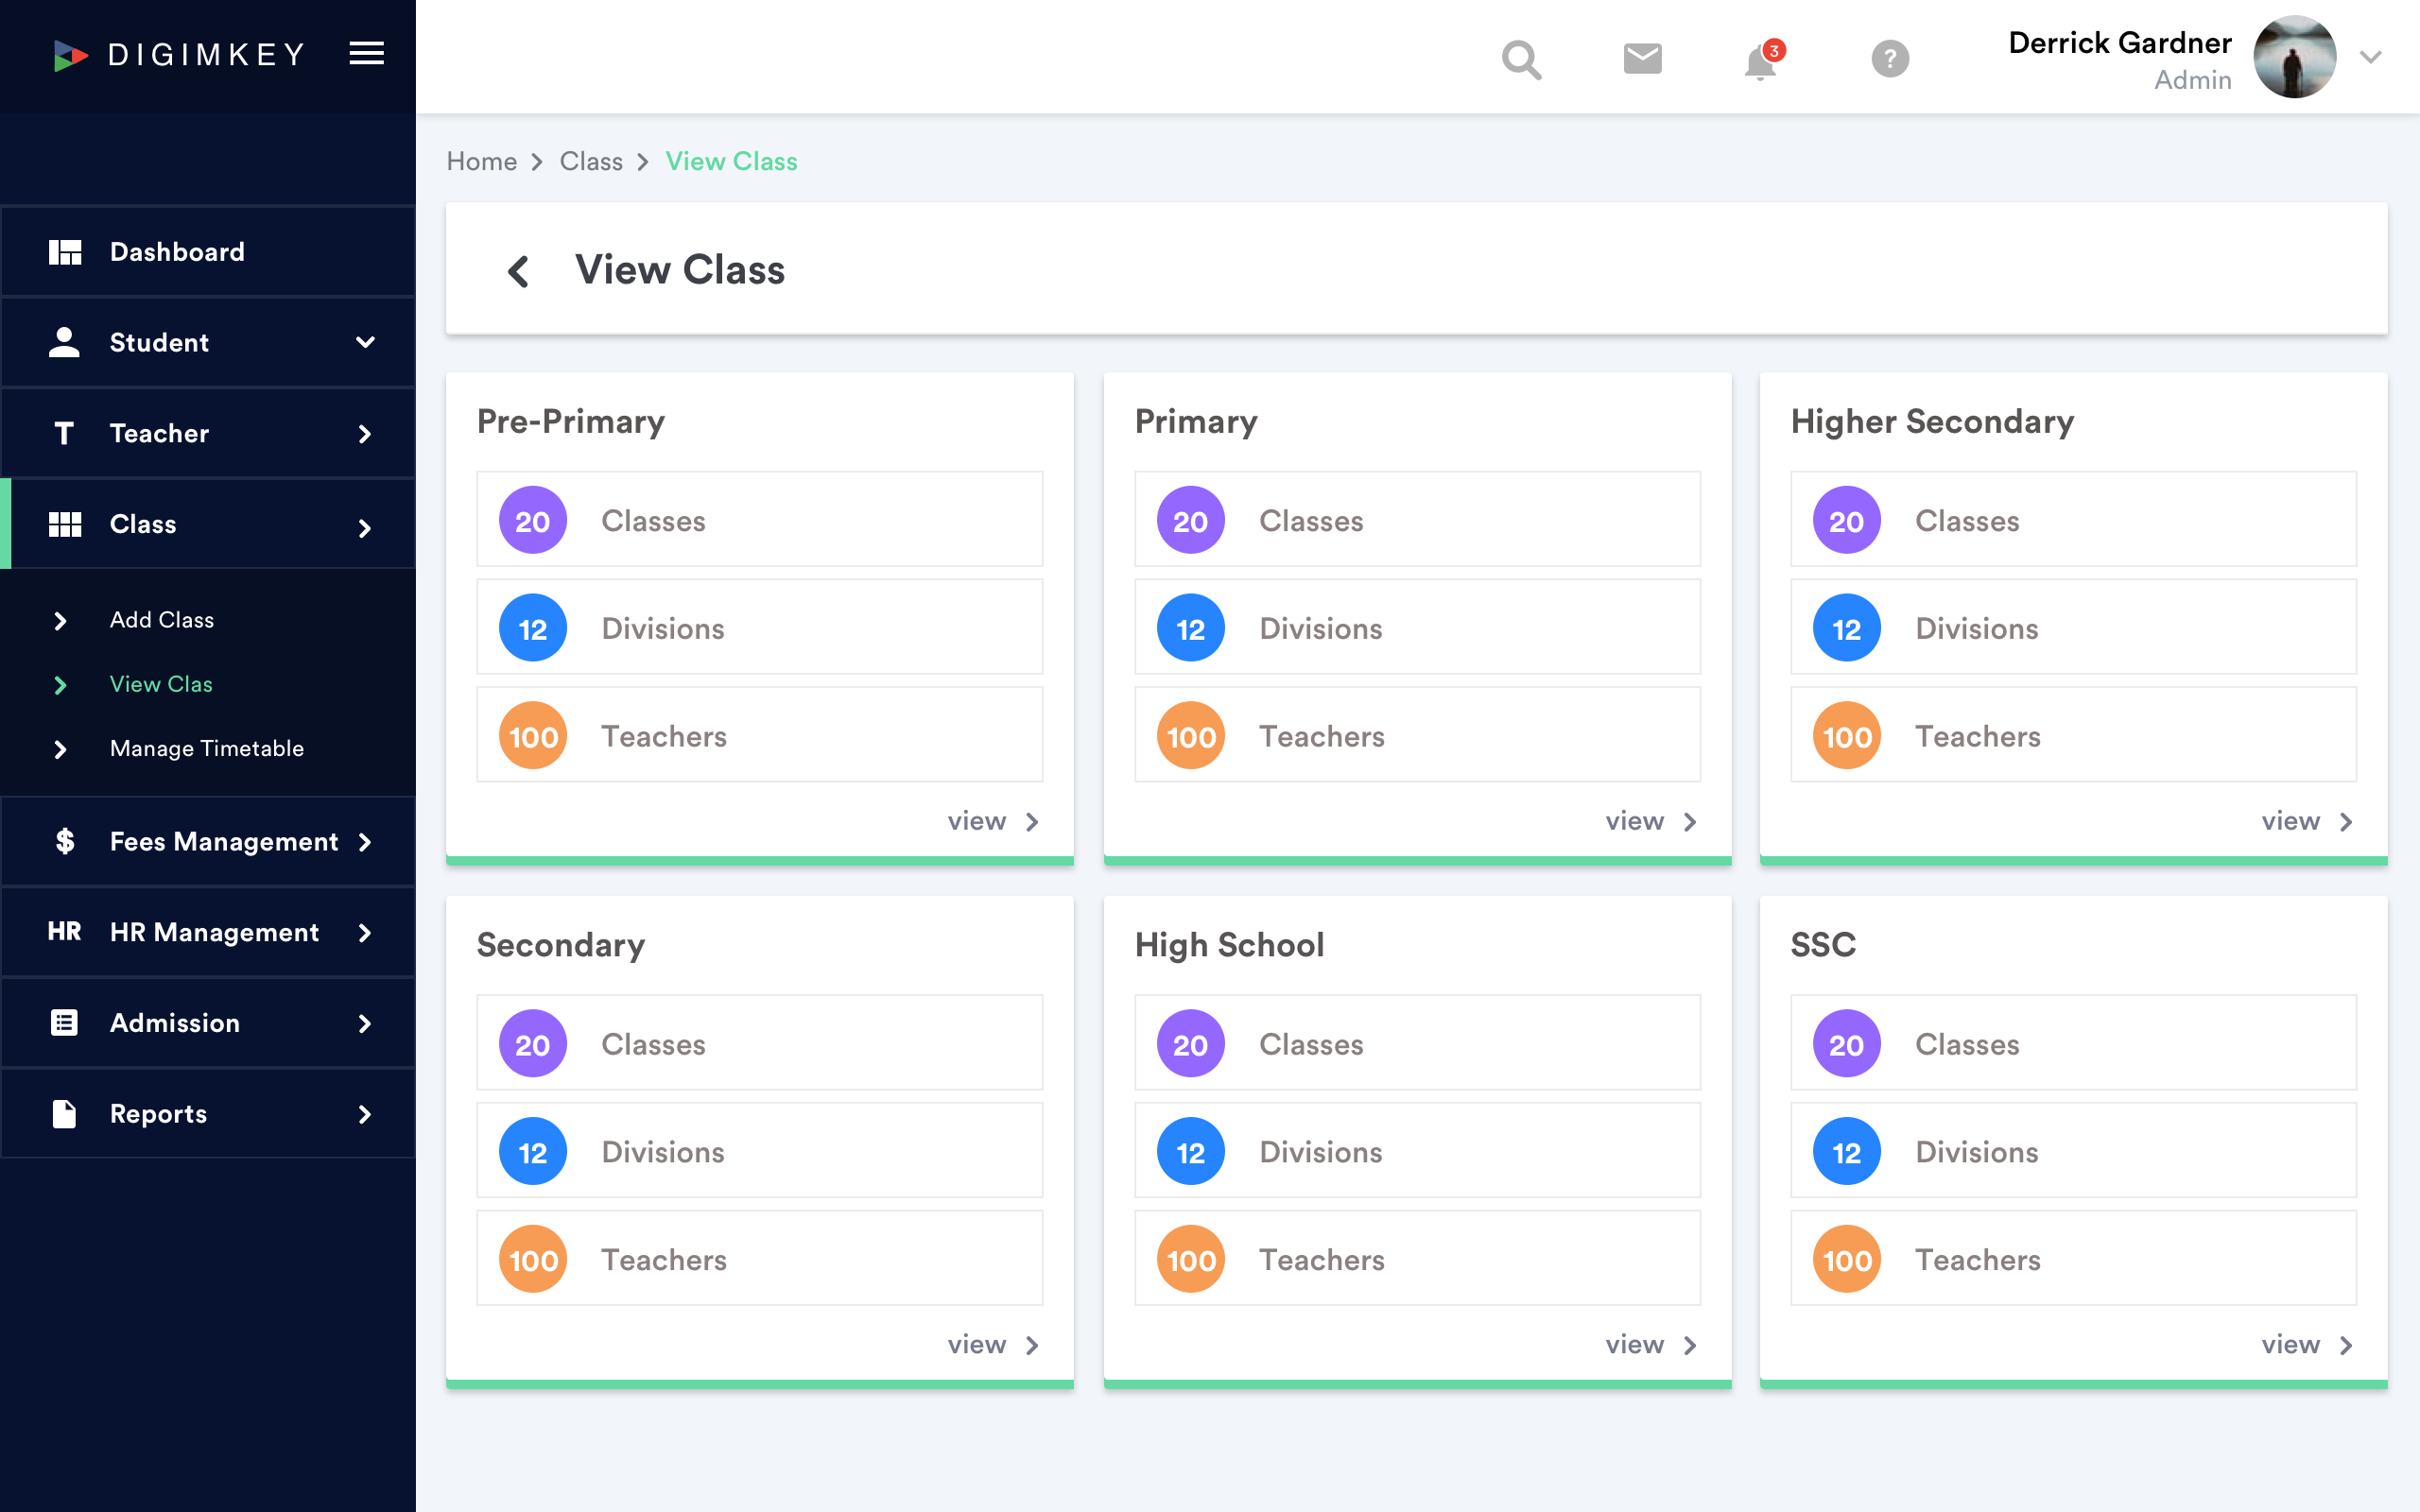 DIGIMKEY
3
?
Derrick Gardner
Admin
Home > Class > View Class
Dashboard
Student
T Teacher
Class
Add Class
View Clas
Manage Timetable
$ Fees Management
HR HR Management
Admission
Reports
View Class
Pre-Primary
20 Classes
12 Divisions
100 Teachers
view
Primary
20 Classes
12 Divisions
100 Teachers
view
Higher Secondary
20 Classes
12 Divisions
100 Teachers
view
Secondary
20 Classes
12 Divisions
100 Teachers
view
High School
20 Classes
12 Divisions
100 Teachers
view
SSC
20 Classes
12 Divisions
100 Teachers
view